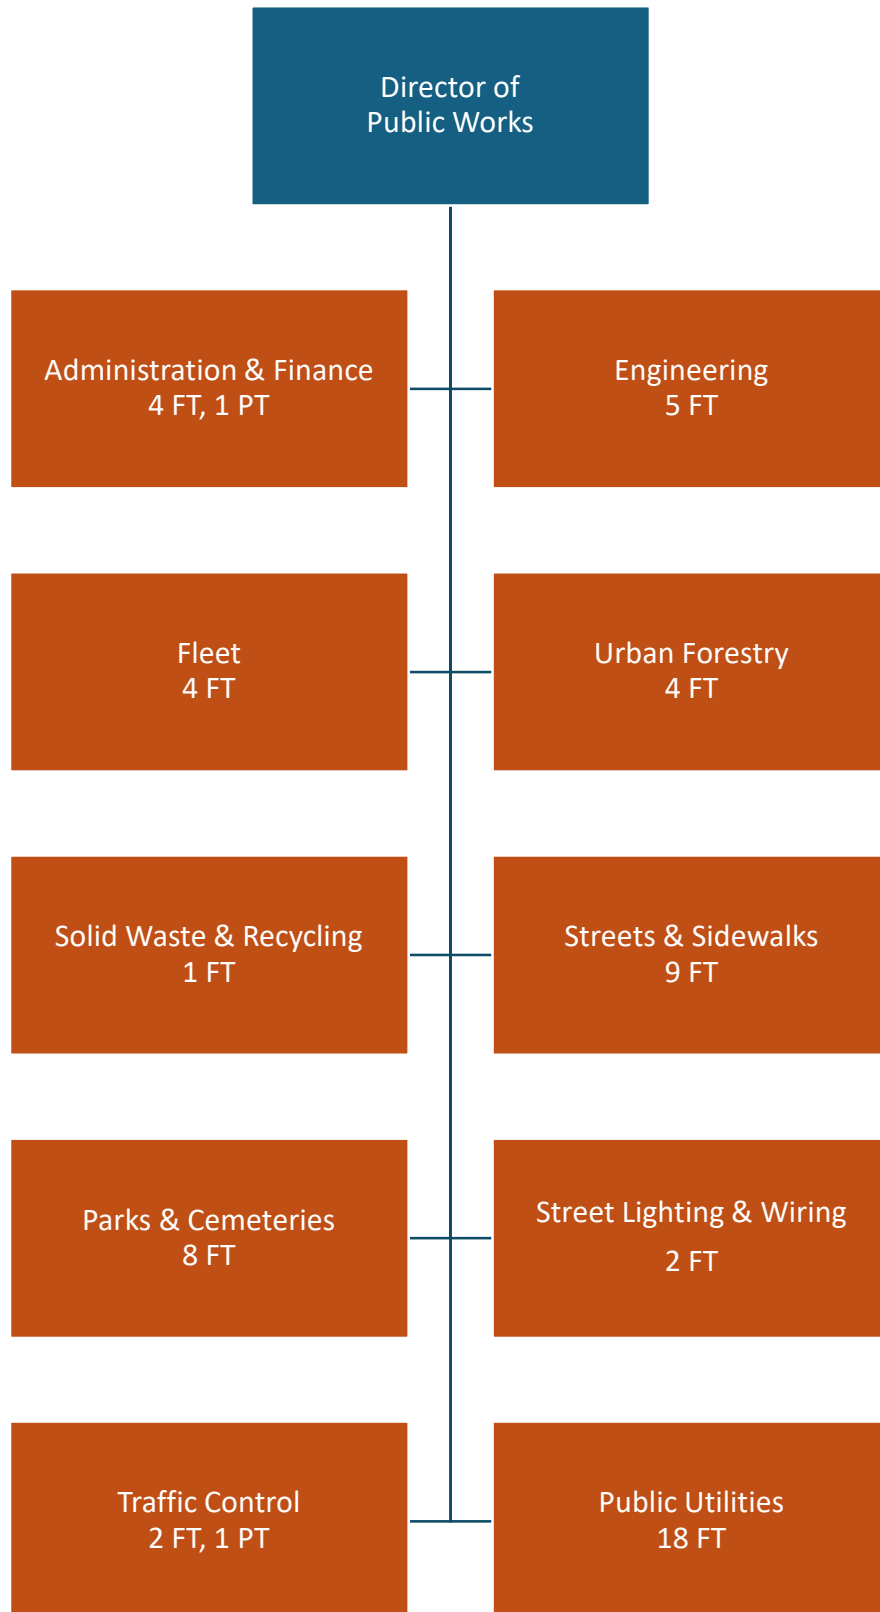 Director of
Public Works
Administration & Finance
4 FT, 1 PT
Engineering
5 FT
Fleet
4 FT
Urban Forestry
4 FT
Solid Waste & Recycling
1 FT
Streets & Sidewalks
9 FT
Parks & Cemeteries
8 FT
Street Lighting & Wiring
2 FT
Traffic Control
2 FT, 1 PT
Public Utilities
18 FT